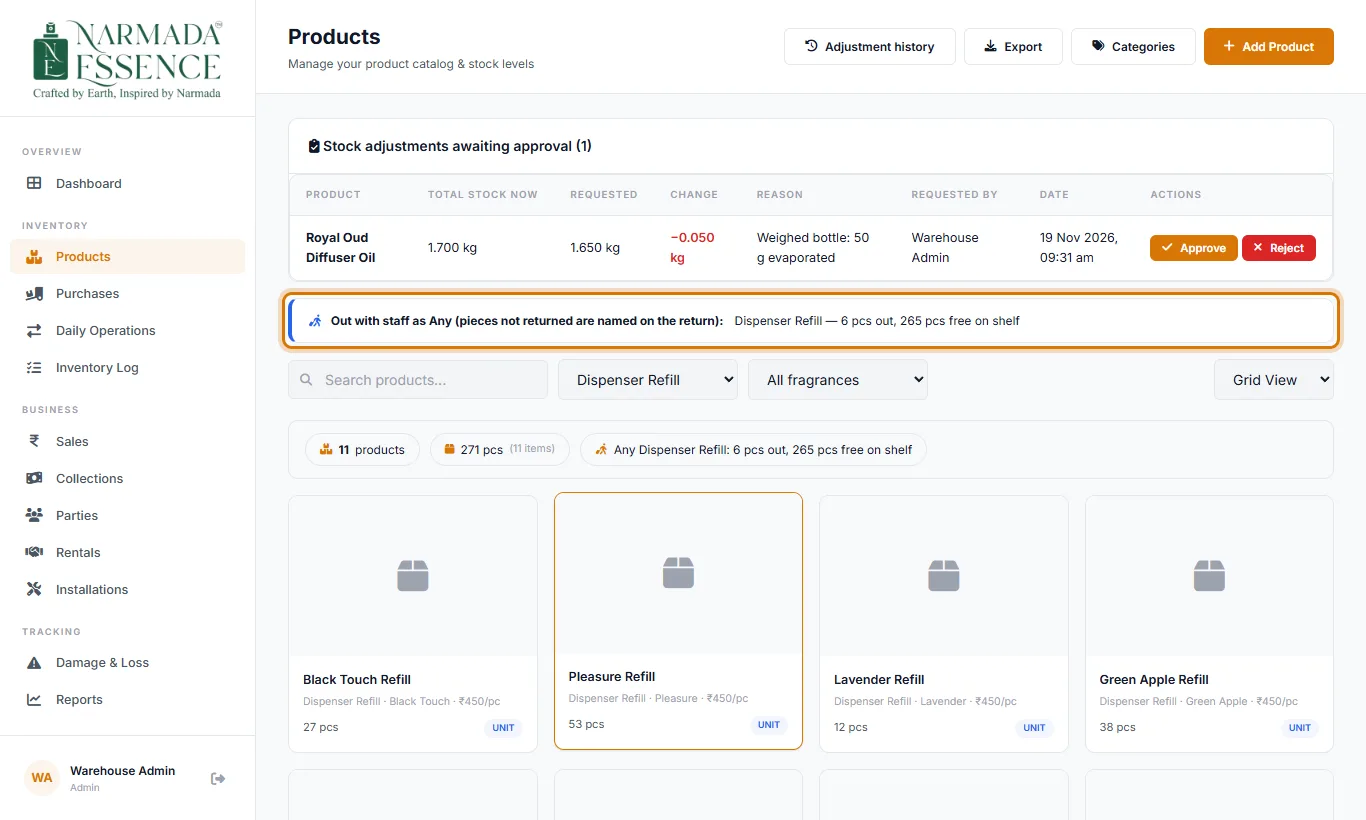 NARMADA
ESSENCE
Crafted by Earth, Inspired by Narmada
OVERVIEW
Dashboard
INVENTORY
Products
Purchases
Daily Operations
Inventory Log
BUSINESS
Sales
Collections
Parties
Rentals
Installations
TRACKING
Damage & Loss
Reports
WA
Warehouse Admin
Admin
Products
Manage your product catalog & stock levels
Adjustment history
Export
Categories
+ Add Product
Stock adjustments awaiting approval (1)
PRODUCT TOTAL STOCK NOW REQUESTED CHANGE REASON REQUESTED BY DATE ACTIONS
Royal Oud Diffuser Oil 1.700 kg 1.650 kg −0.050 kg Weighed bottle: 50 g evaporated Warehouse Admin 19 Nov 2026, 09:31 am Approve Reject
Out with staff as Any (pieces not returned are named on the return): Dispenser Refill — 6 pcs out, 265 pcs free on shelf
Search products...
Dispenser Refill
All fragrances
Grid View
11 products
271 pcs (11 items)
Any Dispenser Refill: 6 pcs out, 265 pcs free on shelf
Black Touch Refill
Dispenser Refill · Black Touch · ₹450/pc
27 pcs UNIT
Pleasure Refill
Dispenser Refill · Pleasure · ₹450/pc
53 pcs UNIT
Lavender Refill
Dispenser Refill · Lavender · ₹450/pc
12 pcs UNIT
Green Apple Refill
Dispenser Refill · Green Apple · ₹450/pc
38 pcs UNIT